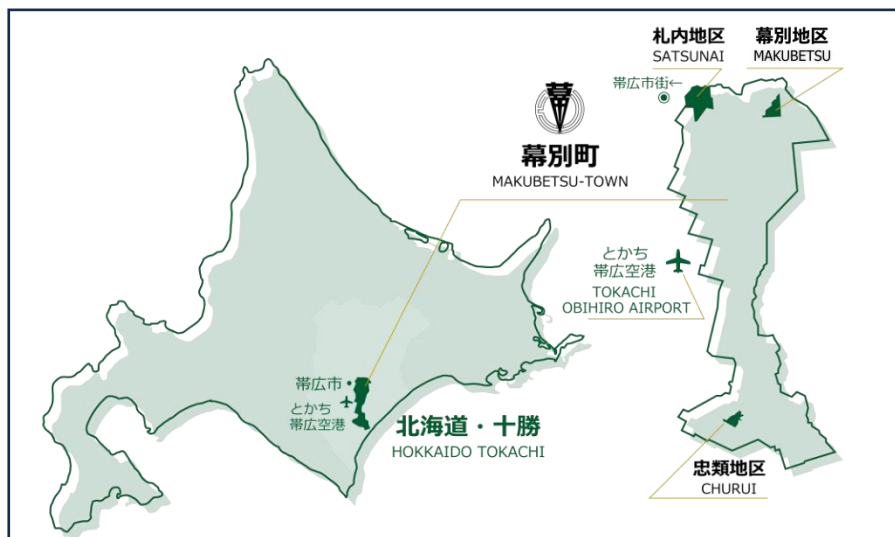 札内地区
SATSUNAI
幕別地区
MAKUBETSU
帯広市街←
幕
幕別町
MAKUBETSU-TOWN
とかち
帯広空港
TOKACHI
OBIHIRO AIRPORT
帯広市
とかち
帯広空港
北海道・十勝
HOKKAIDO TOKACHI
忠類地区
CHURUI